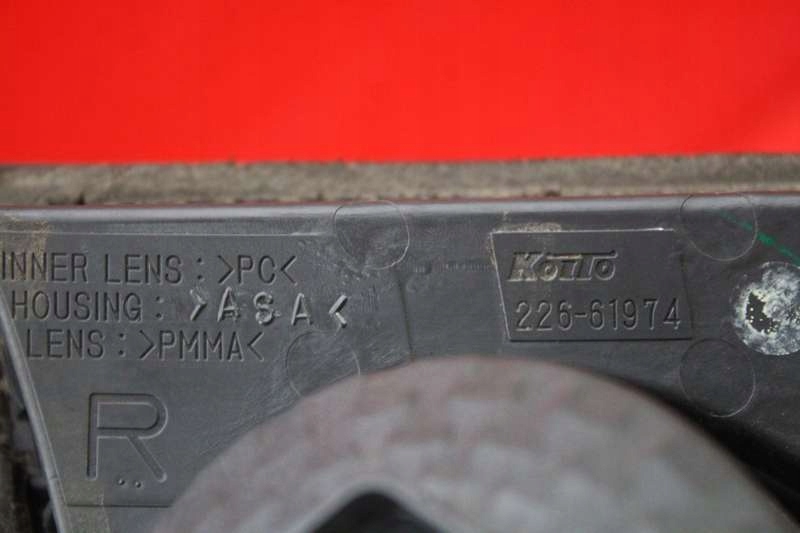 INNER LENS: >PC<
HOUSING: >ASA<
LENS: >PMMA<
R
KOITO
226-61974